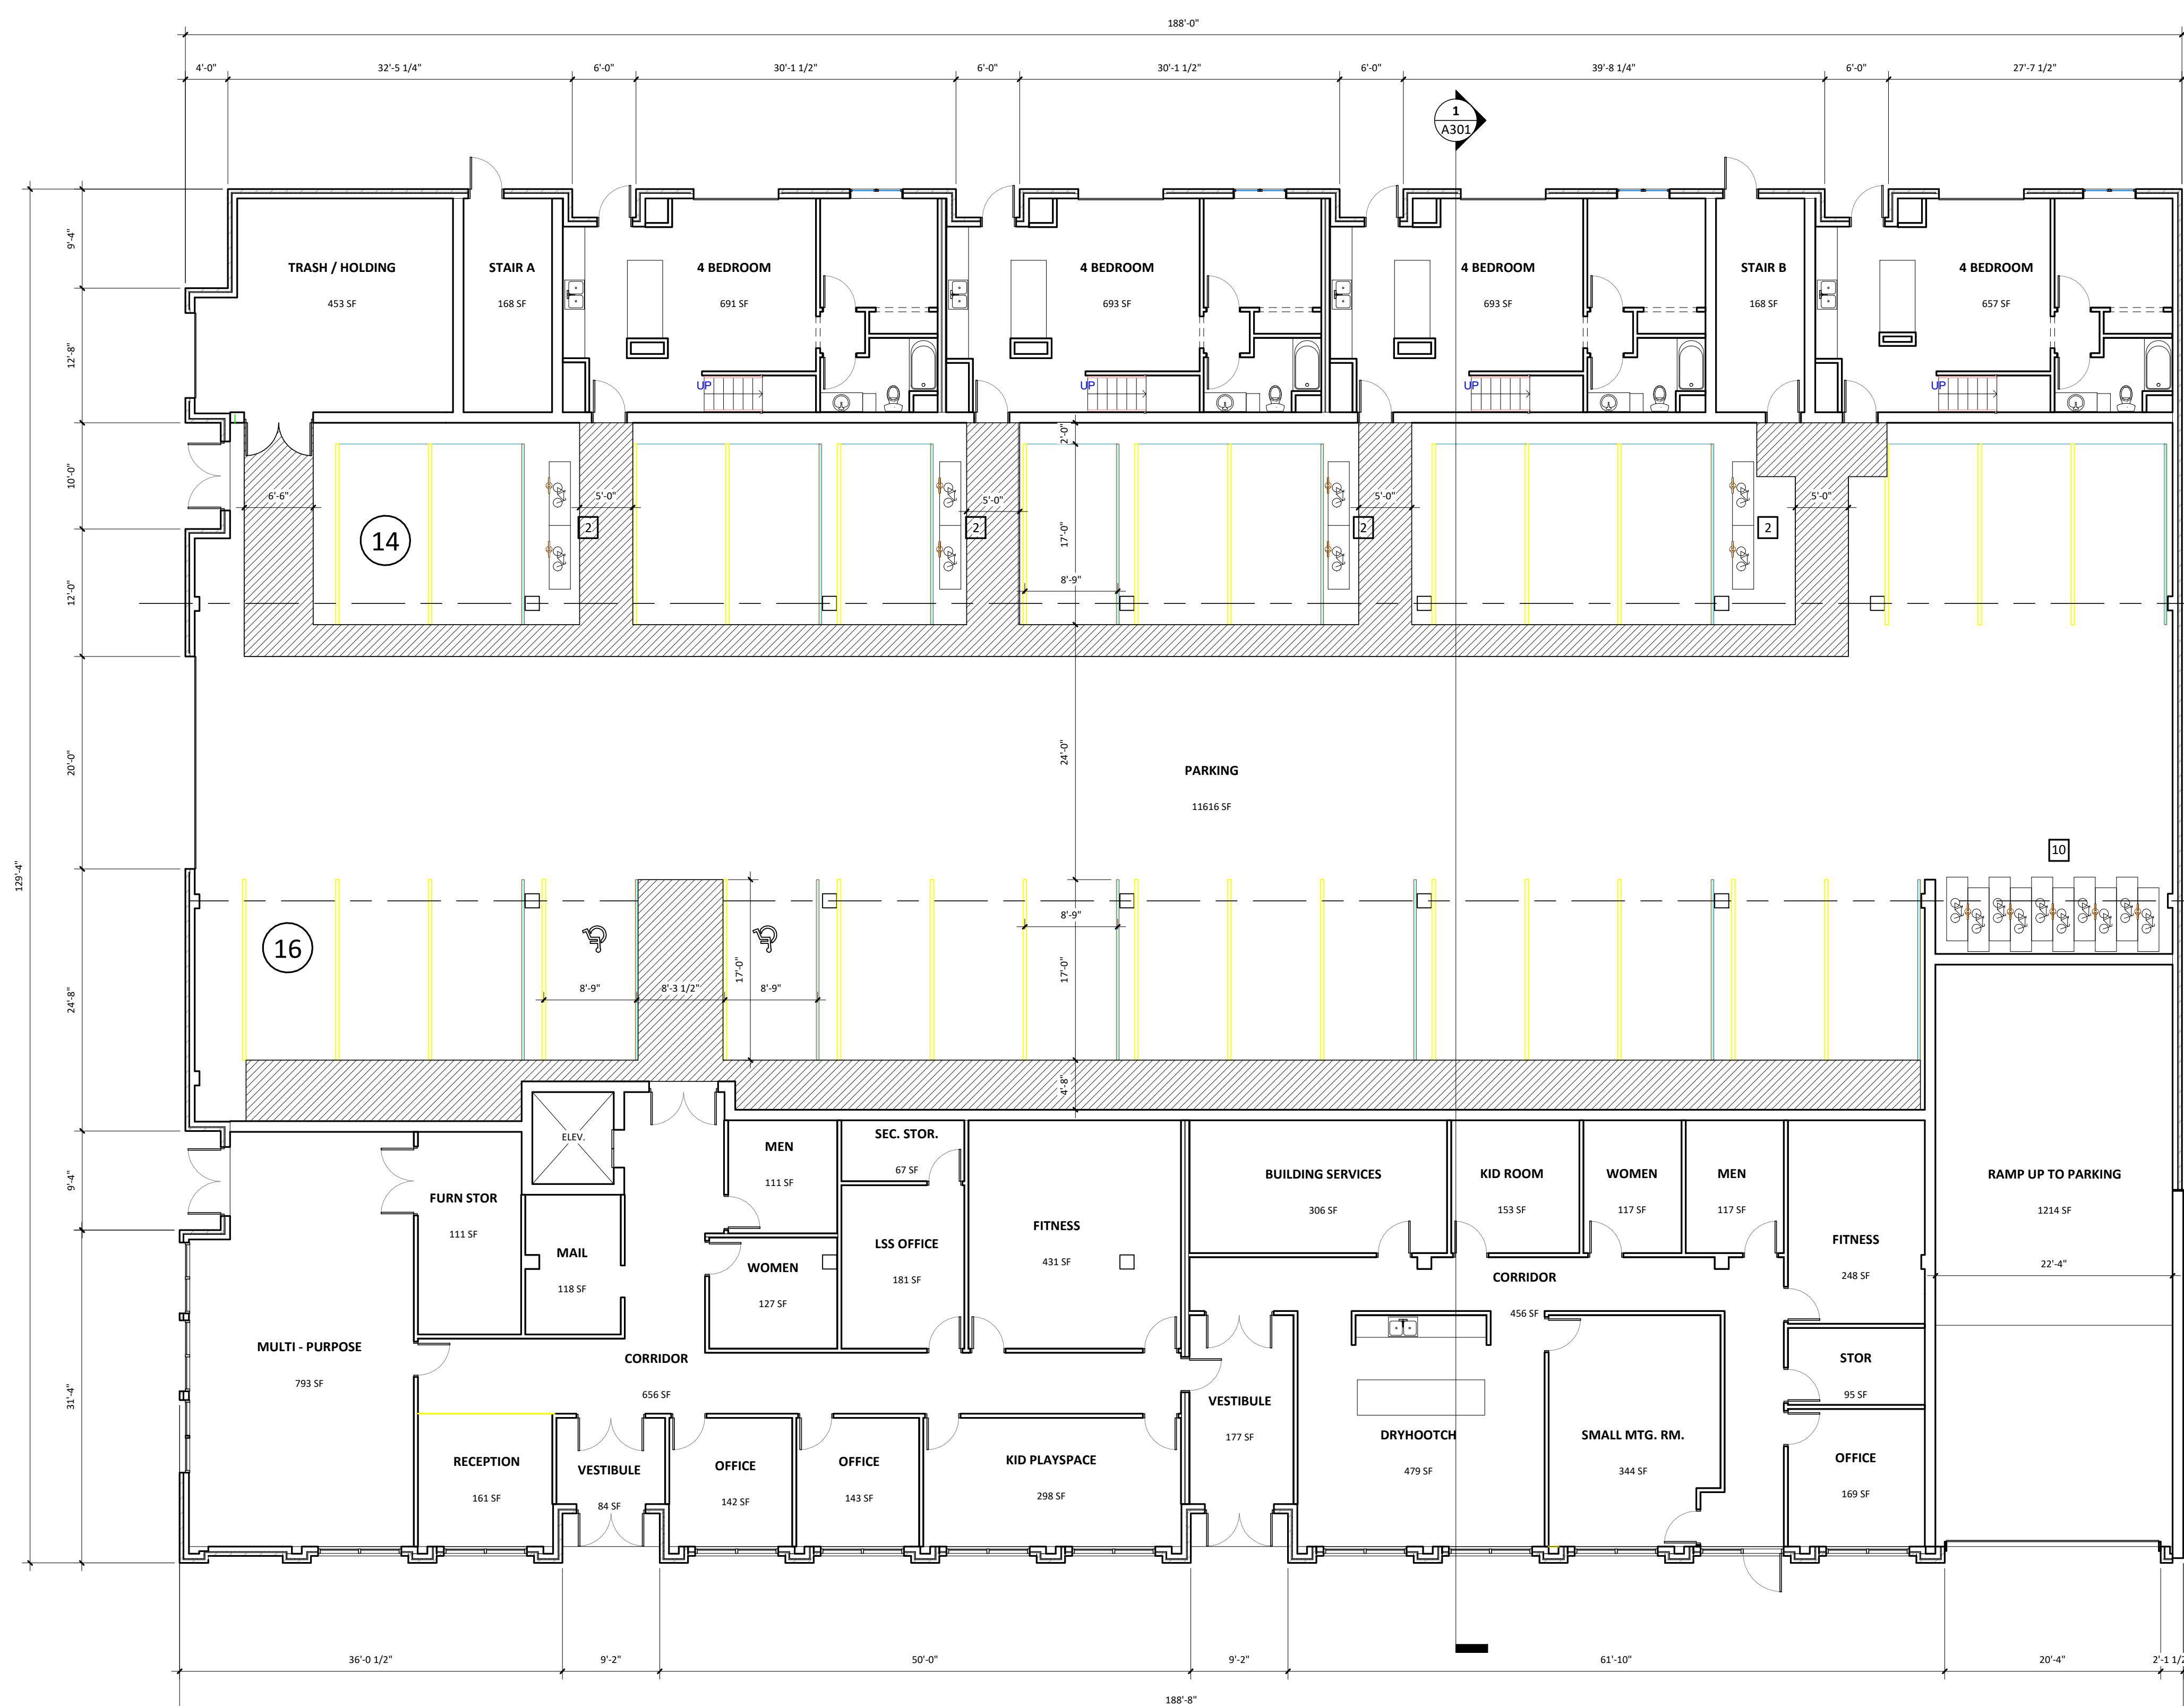 188'-0"
4'-0"
32'-5 1/4"
6'-0"
30'-1 1/2"
6'-0"
30'-1 1/2"
6'-0"
39'-8 1/4"
6'-0"
27'-7 1/2"
1
A301
9'-4"
12'-8"
10'-0"
12'-0"
20'-0"
24'-8"
9'-4"
31'-4"
129'-4"
TRASH / HOLDING
453 SF
STAIR A
168 SF
4 BEDROOM
691 SF
4 BEDROOM
693 SF
4 BEDROOM
693 SF
STAIR B
168 SF
4 BEDROOM
657 SF
UP
UP
UP
UP
2'-0"
6'-6"
5'-0"
5'-0"
5'-0"
5'-0"
14
2
2
2
2
17'-0"
8'-9"
24'-0"
PARKING
11616 SF
10
16
8'-9"
8'-3 1/2"
17'-0"
8'-9"
8'-9"
17'-0"
4'-8"
ELEV.
MEN
111 SF
SEC. STOR.
67 SF
FURN STOR
111 SF
MAIL
118 SF
WOMEN
127 SF
LSS OFFICE
181 SF
FITNESS
431 SF
BUILDING SERVICES
306 SF
KID ROOM
153 SF
WOMEN
117 SF
MEN
117 SF
FITNESS
248 SF
RAMP UP TO PARKING
1214 SF
22'-4"
CORRIDOR
456 SF
MULTI - PURPOSE
793 SF
CORRIDOR
656 SF
STOR
95 SF
VESTIBULE
177 SF
DRYHOOTCH
479 SF
SMALL MTG. RM.
344 SF
RECEPTION
161 SF
VESTIBULE
84 SF
OFFICE
142 SF
OFFICE
143 SF
KID PLAYSPACE
298 SF
OFFICE
169 SF
36'-0 1/2"
9'-2"
50'-0"
9'-2"
61'-10"
20'-4"
2'-1 1/2
188'-8"